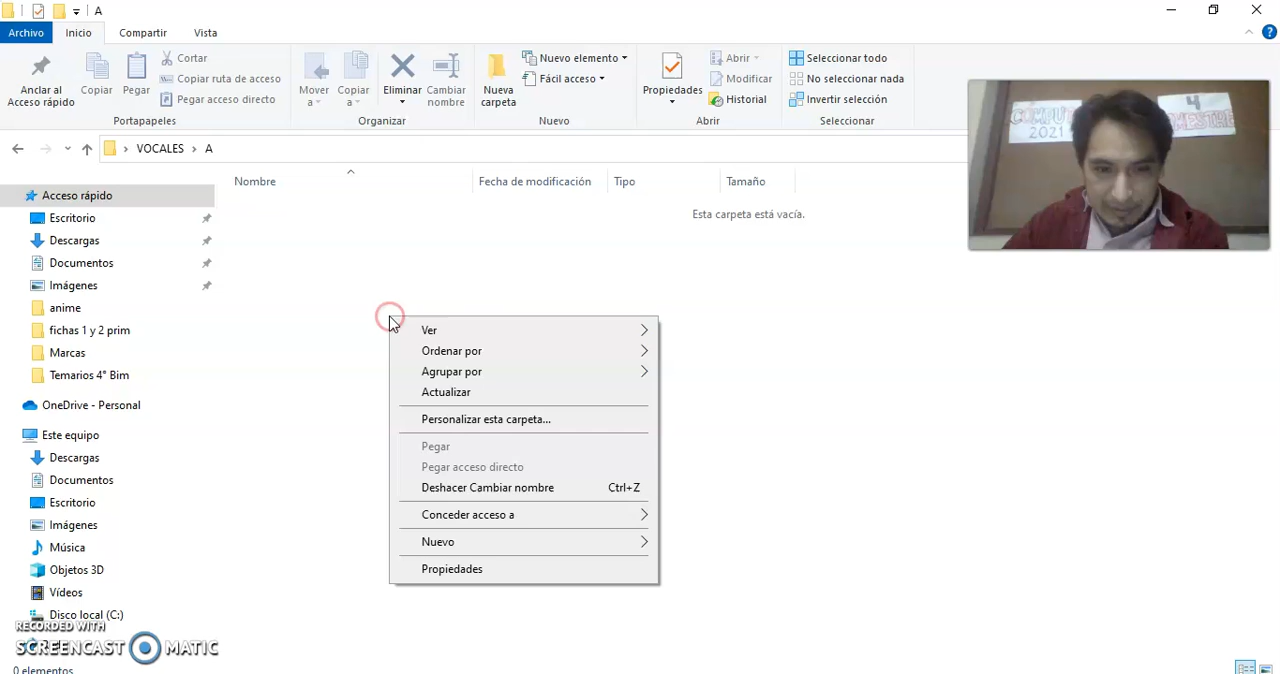 A
Archivo
Inicio
Compartir
Vista
Anclar al
Acceso rápido
Copiar
Pegar
Cortar
Copiar ruta de acceso
Pegar acceso directo
Portapapeles
Mover
a
Copiar
a
Eliminar
Cambiar
nombre
Organizar
Nueva
carpeta
Nuevo elemento
Fácil acceso
Nuevo
Propiedades
Abrir
Modificar
Historial
Abrir
Seleccionar todo
No seleccionar nada
Invertir selección
Seleccionar
VOCALES > A
Nombre
Fecha de modificación
Tipo
Tamaño
Esta carpeta está vacía.
Acceso rápido
Escritorio
Descargas
Documentos
Imágenes
anime
fichas 1 y 2 prim
Marcas
Temarios 4° Bim
OneDrive - Personal
Este equipo
Descargas
Documentos
Escritorio
Imágenes
Música
Objetos 3D
Vídeos
Disco local (C:)
0 elementos
Ver
Ordenar por
Agrupar por
Actualizar
Personalizar esta carpeta...
Pegar
Pegar acceso directo
Deshacer Cambiar nombre Ctrl+Z
Conceder acceso a
Nuevo
Propiedades
2021
4
RECORDED WITH
SCREENCAST MATIC